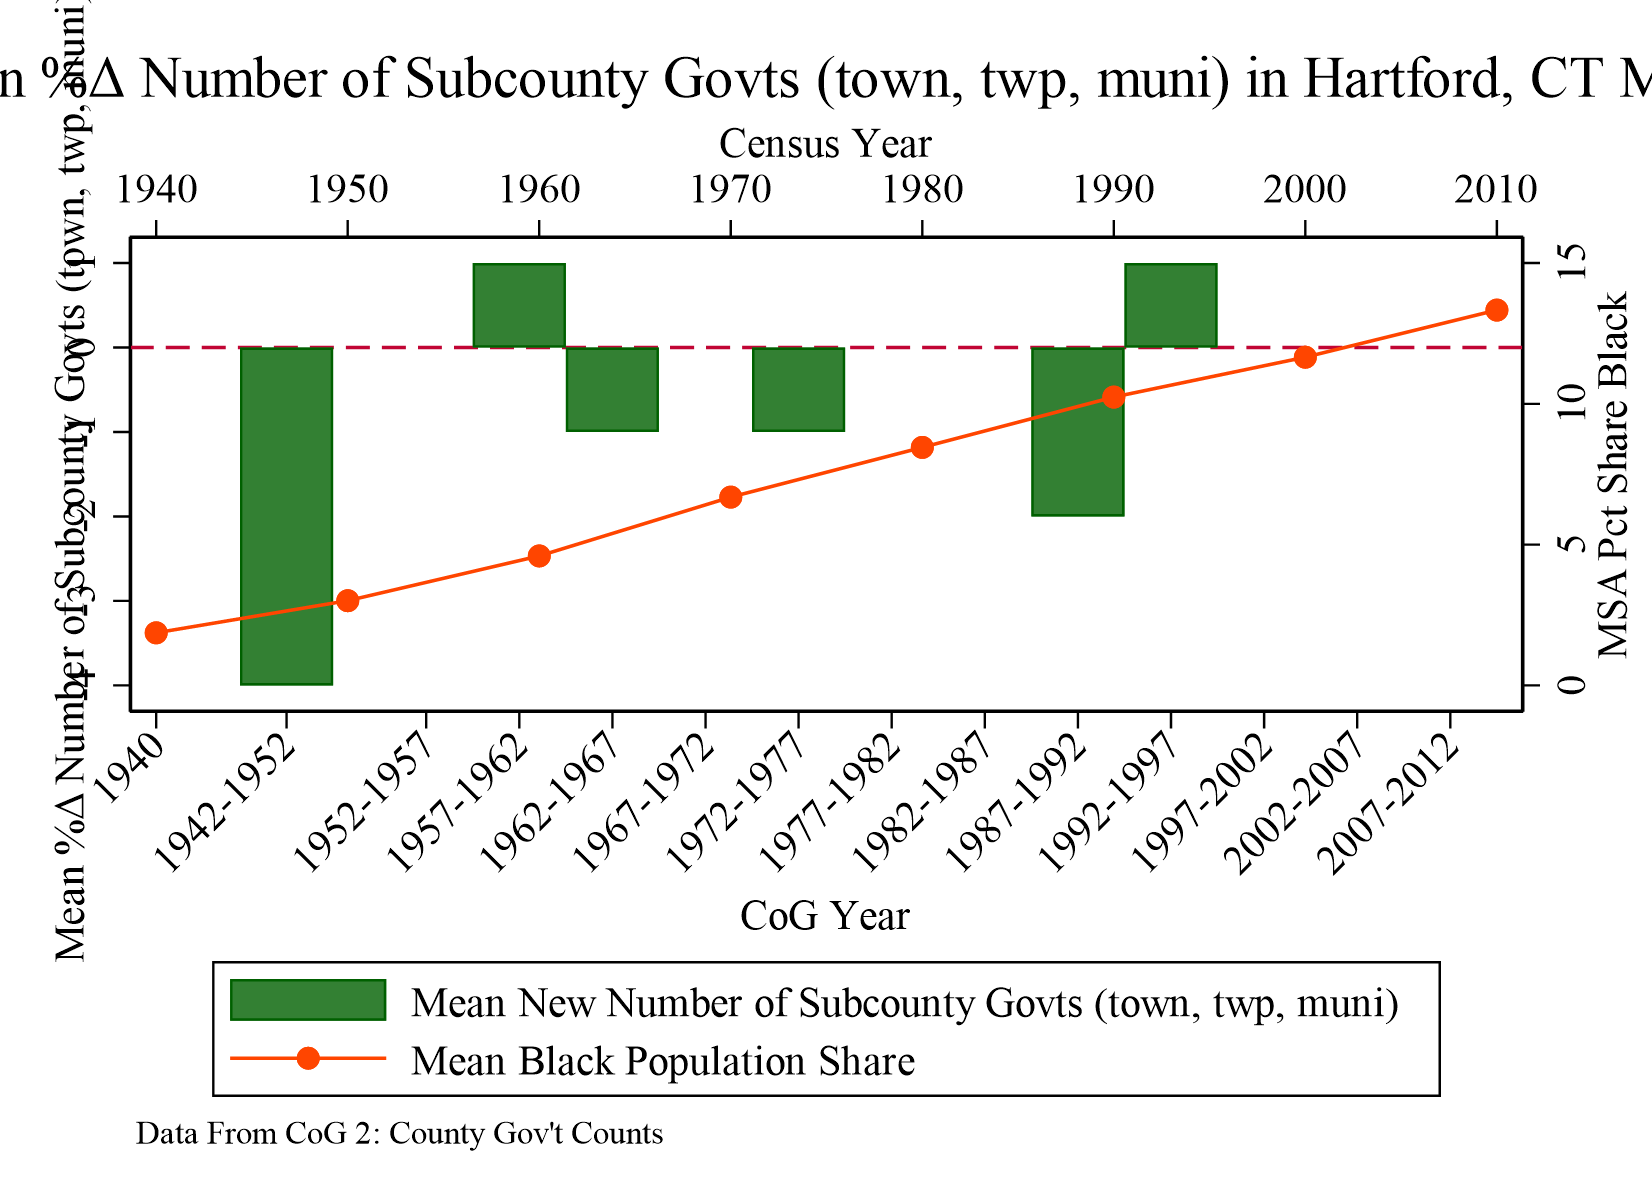 n %Δ Number of Subcounty Govts (town, twp, muni) in Hartford, CT M
Census Year
1940 1950 1960 1970 1980 1990 2000 2010
Mean %Δ Number of Subcounty Govts (town, twp, muni)
1
0
-1
-2
-3
-4
15
10
5
0
MSA Pct Share Black
1940 1942-1952 1952-1957 1957-1962 1962-1967 1967-1972 1972-1977 1977-1982 1982-1987 1987-1992 1992-1997 1997-2002 2002-2007 2007-2012
CoG Year
Mean New Number of Subcounty Govts (town, twp, muni)
Mean Black Population Share
Data From CoG 2: County Gov't Counts